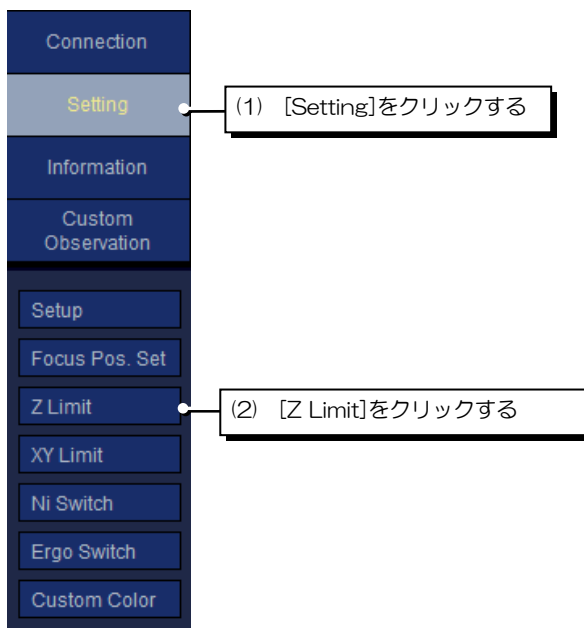 Connection
Setting
(1) [Setting]をクリックする
Information
Custom
Observation
Setup
Focus Pos. Set
Z Limit
(2) [Z Limit]をクリックする
XY Limit
Ni Switch
Ergo Switch
Custom Color